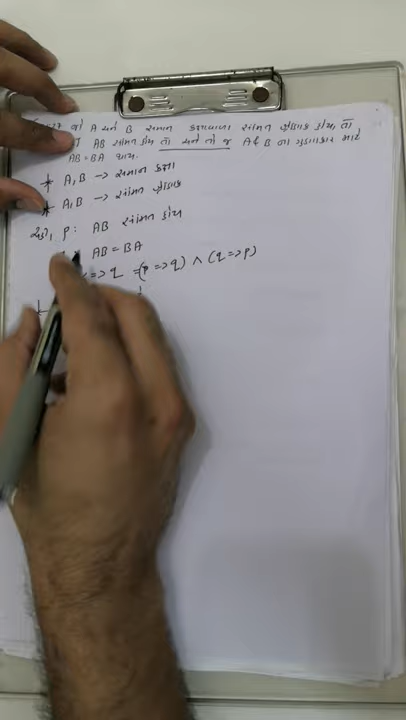 જો A અને B સમાન કક્ષાવાળા સંમિત શ્રેણિક હોય, તો
AB સંમિત હોય તો અને તો જ A અને B ના ગુણાકાર માટે
AB = BA થાય.
* A, B -> સમાન કક્ષા
* A, B -> સંમિત શ્રેણિક
ધારો, p : AB સંમિત હોય
AB = BA
=> q = (p => q) ∧ (q => p)